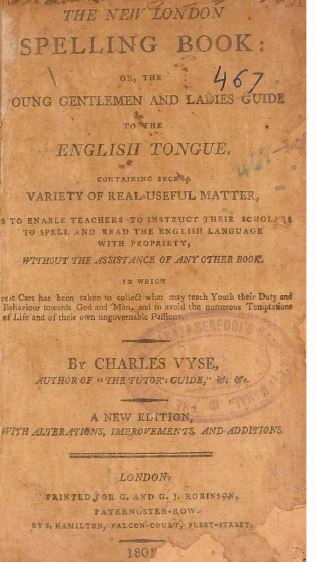 THE NEW LONDON
SPELLING BOOK:
OR, THE
467
OUNG GENTLEMEN AND LADIES GUIDE
TO THE
ENGLISH TONGUE.
CONTAINING SUCH A
VARIETY OF REAL USEFUL MATTER,
S TO ENABLE TEACHERS TO INSTRUCT THEIR SCHOLARS
TO SPELL AND READ THE ENGLISH LANGUAGE
WITH PROPRIETY,
WITHOUT THE ASSISTANCE OF ANY OTHER BOOK.
IN WHICH
reat Care has been taken to collect what may teach Youth their Duty and
Behaviour towards God and Man, and to avoid the numerous Temptations
of Life and of their own ungovernable Passions.
BY CHARLES VYSE,
AUTHOR OF "THE TUTOR'S GUIDE," &c. &c.
A NEW EDITION,
WITH ALTERATIONS, IMPROVEMENTS, AND ADDITIONS.
LONDON:
PRINTED FOR G. AND G. J. ROBINSON,
PATERNOSTER-ROW.
BY S. HAMILTON, FALCON-COURT, FLEET-STREET.
1801